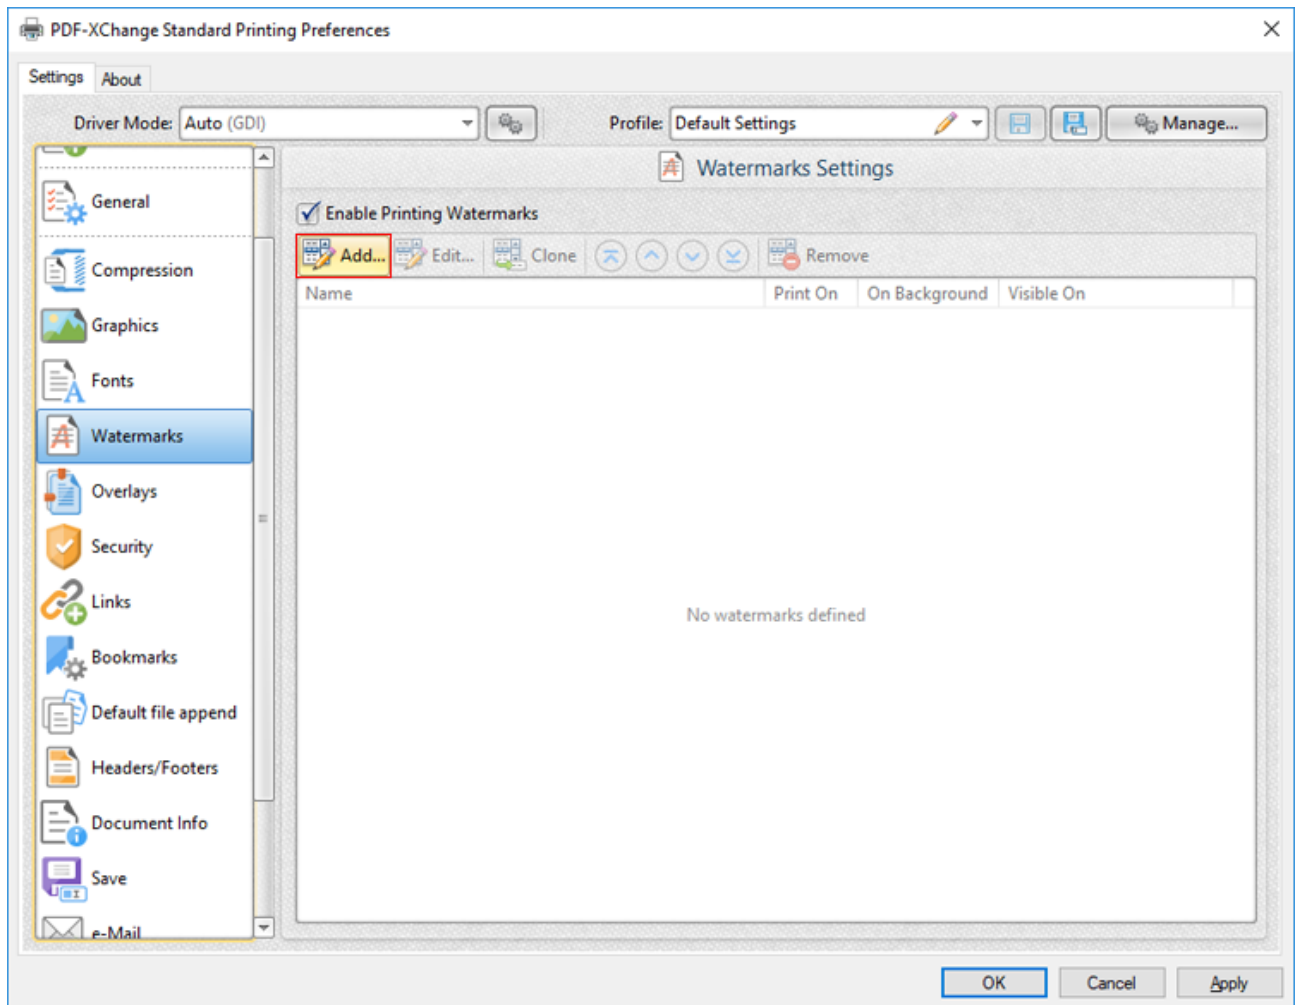 PDF-XChange Standard Printing Preferences
Settings About
Driver Mode: Auto (GDI) Profile: Default Settings Manage...
Watermarks Settings
General
Enable Printing Watermarks
Add... Edit... Clone Remove
Compression
Name Print On On Background Visible On
Graphics
Fonts
Watermarks
Overlays
Security
Links
No watermarks defined
Bookmarks
Default file append
Headers/Footers
Document Info
Save
e-Mail
OK Cancel Apply